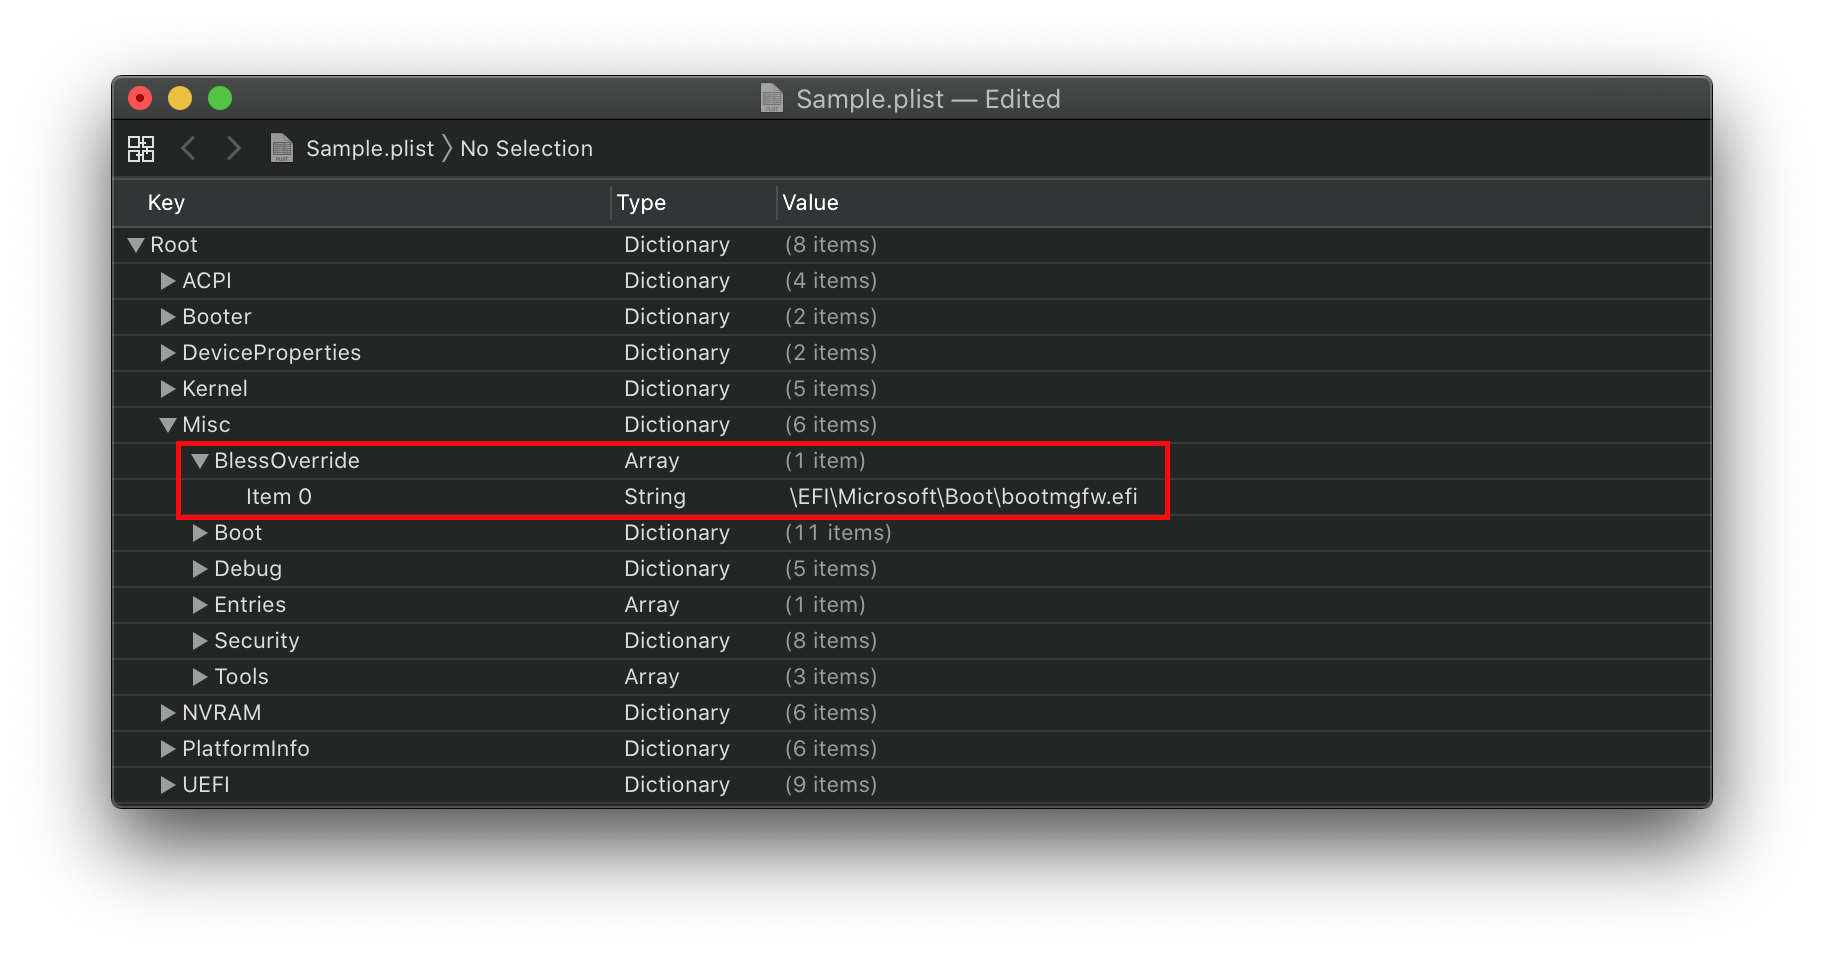 Sample.plist — Edited
Sample.plist 〉 No Selection
Key Type Value
Root Dictionary (8 items)
ACPI Dictionary (4 items)
Booter Dictionary (2 items)
DeviceProperties Dictionary (2 items)
Kernel Dictionary (5 items)
Misc Dictionary (6 items)
BlessOverride Array (1 item)
Item 0 String \EFI\Microsoft\Boot\bootmgfw.efi
Boot Dictionary (11 items)
Debug Dictionary (5 items)
Entries Array (1 item)
Security Dictionary (8 items)
Tools Array (3 items)
NVRAM Dictionary (6 items)
PlatformInfo Dictionary (6 items)
UEFI Dictionary (9 items)